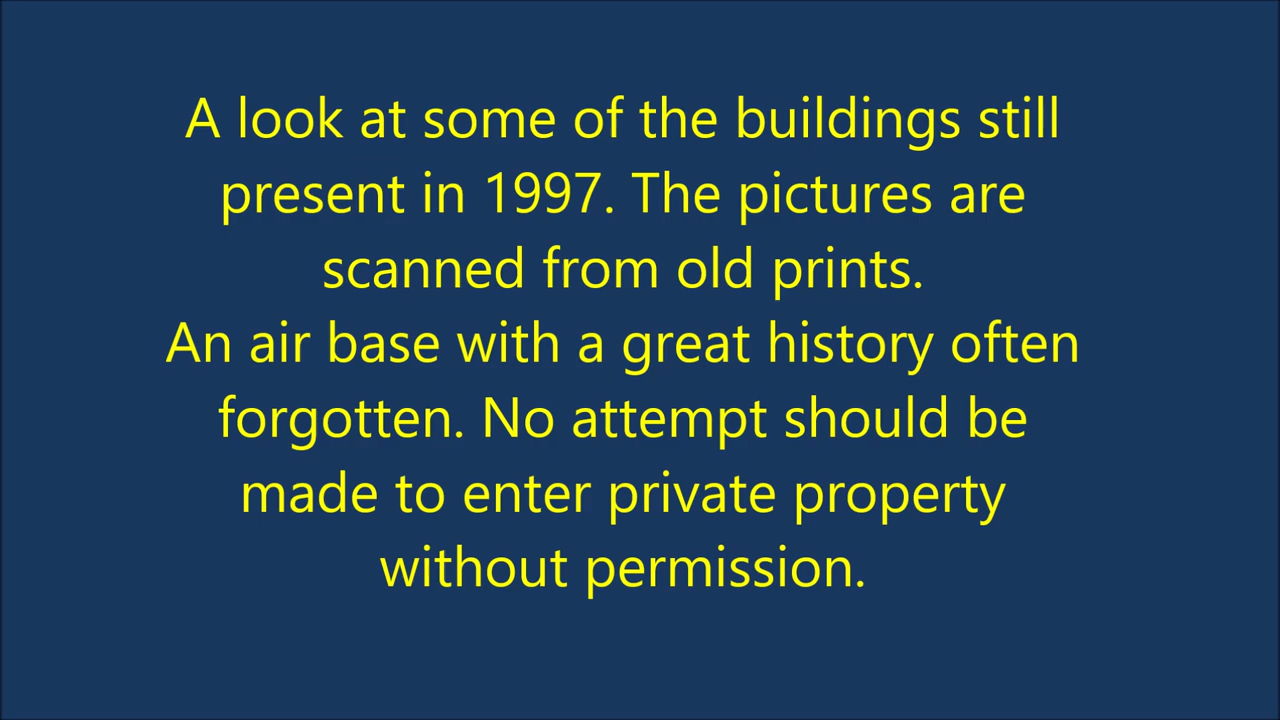 A look at some of the buildings still
present in 1997. The pictures are
scanned from old prints.
An air base with a great history often
forgotten. No attempt should be
made to enter private property
without permission.